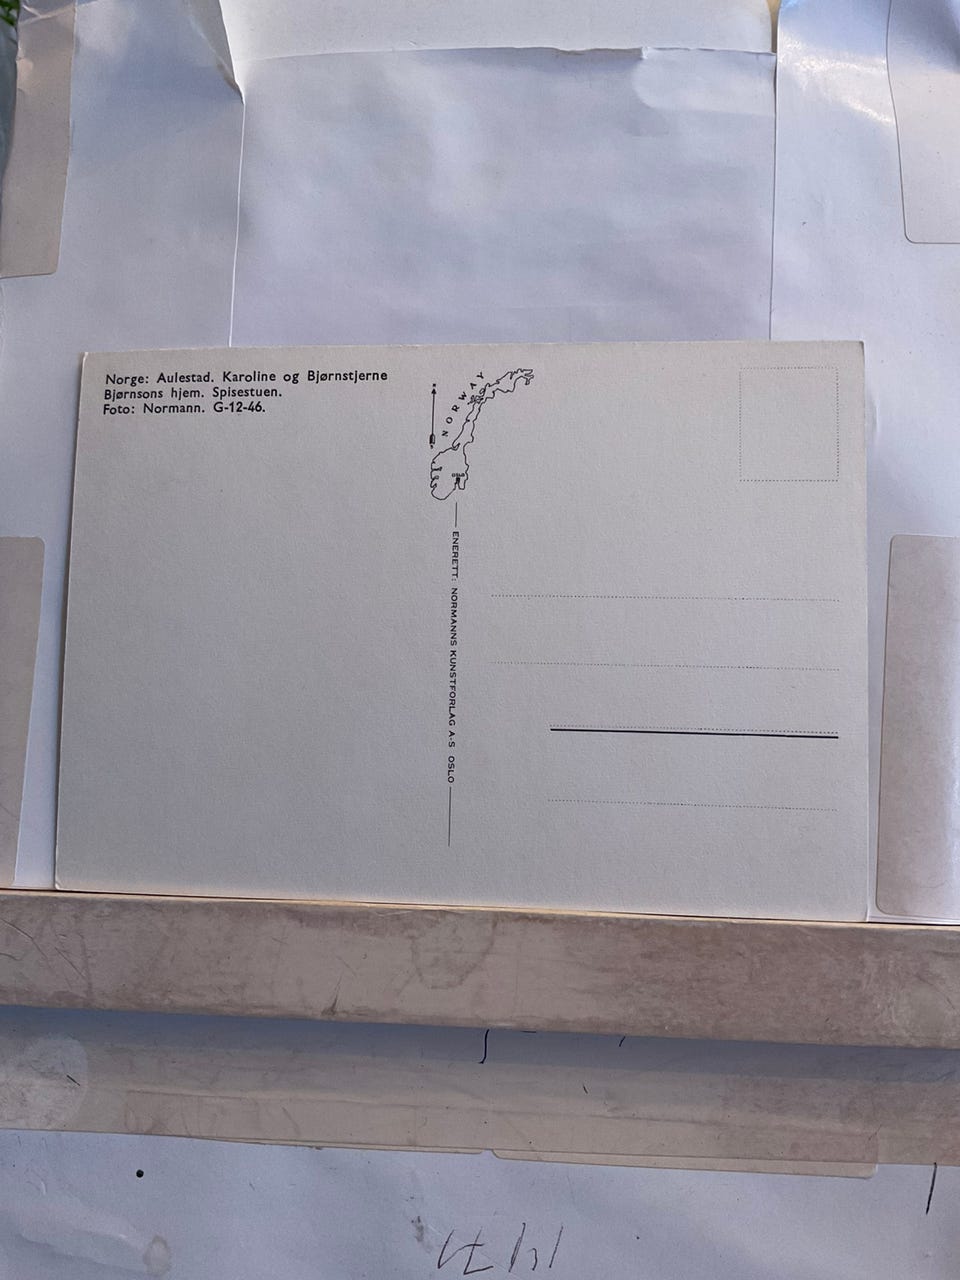 Norge: Aulestad. Karoline og Bjørnstjerne
Bjørnsons hjem. Spisestuen.
Foto: Normann. G-12-46.
NORWAY
OSLO
ENERETT: NORMANNS KUNSTFORLAG A-S OSLO